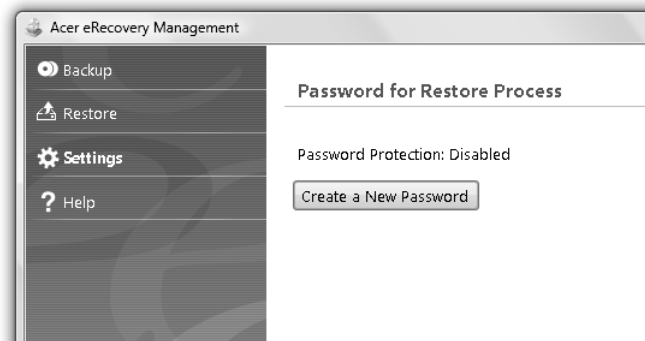 Acer eRecovery Management
Backup
Restore
Settings
Help
Password for Restore Process
Password Protection: Disabled
Create a New Password